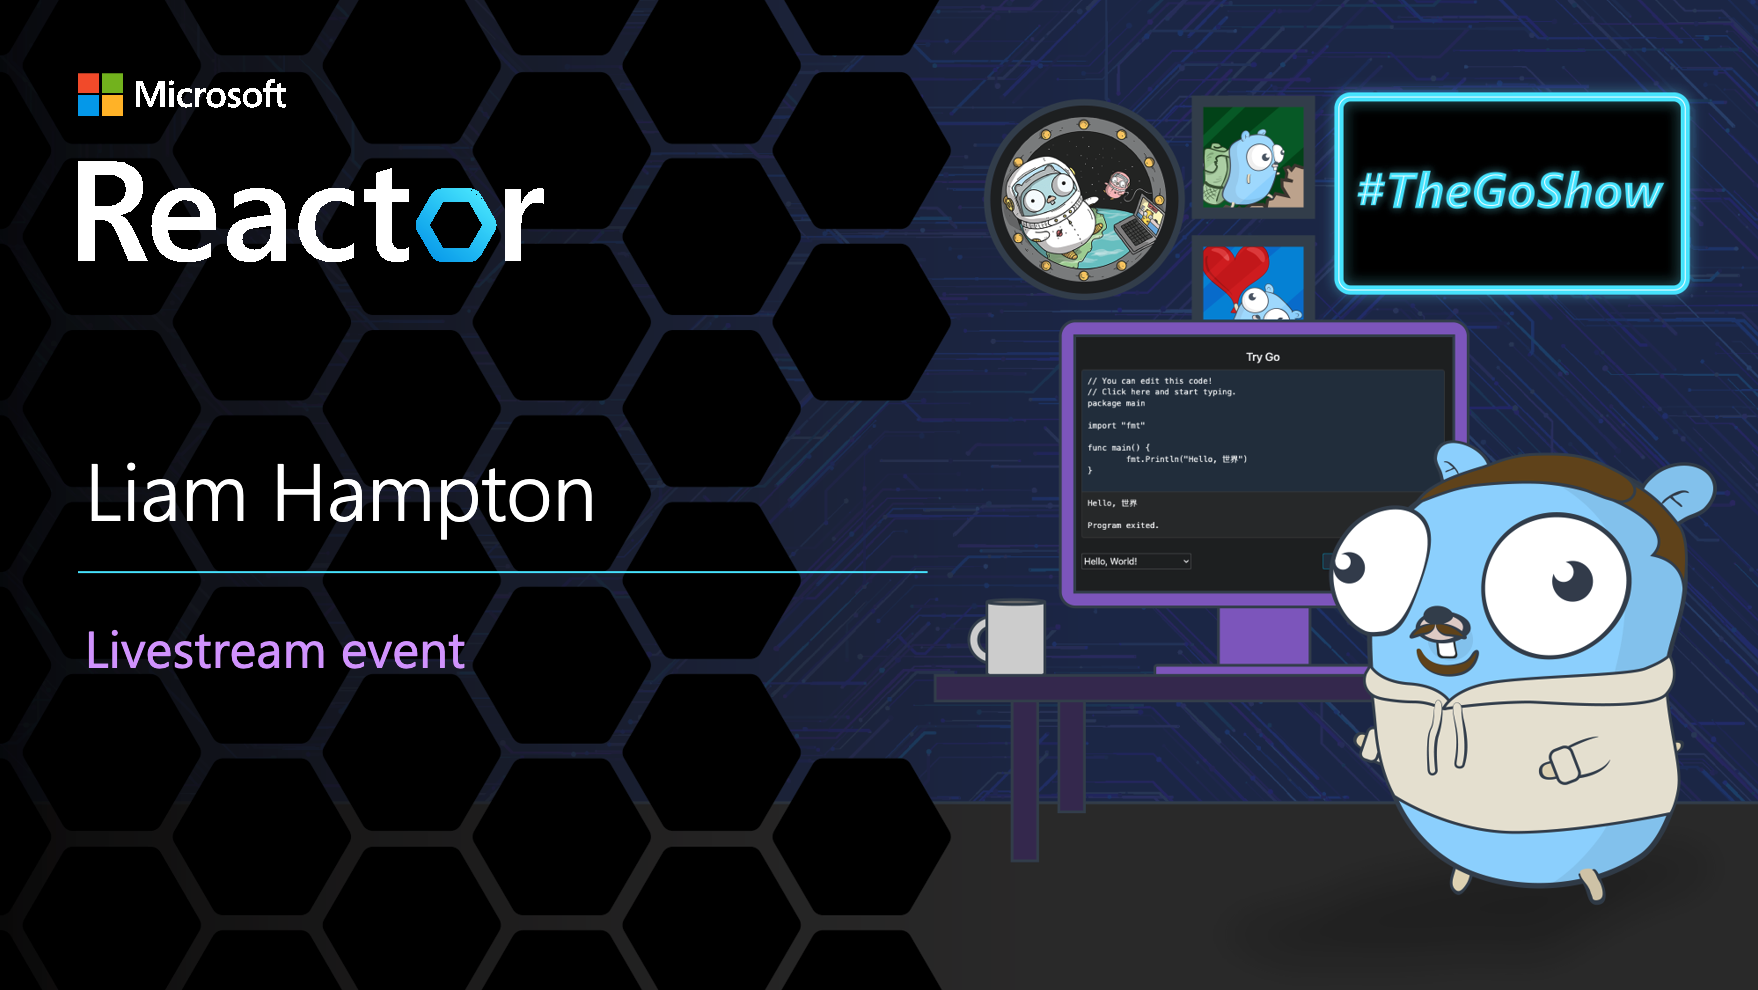 Microsoft
Reactor
Liam Hampton
Livestream event
#TheGoShow
Try Go
// You can edit this code!
// Click here and start typing.
package main
import "fmt"
func main() {
fmt.Println("Hello, 世界")
}
Hello, 世界
Program exited.
Hello, World!